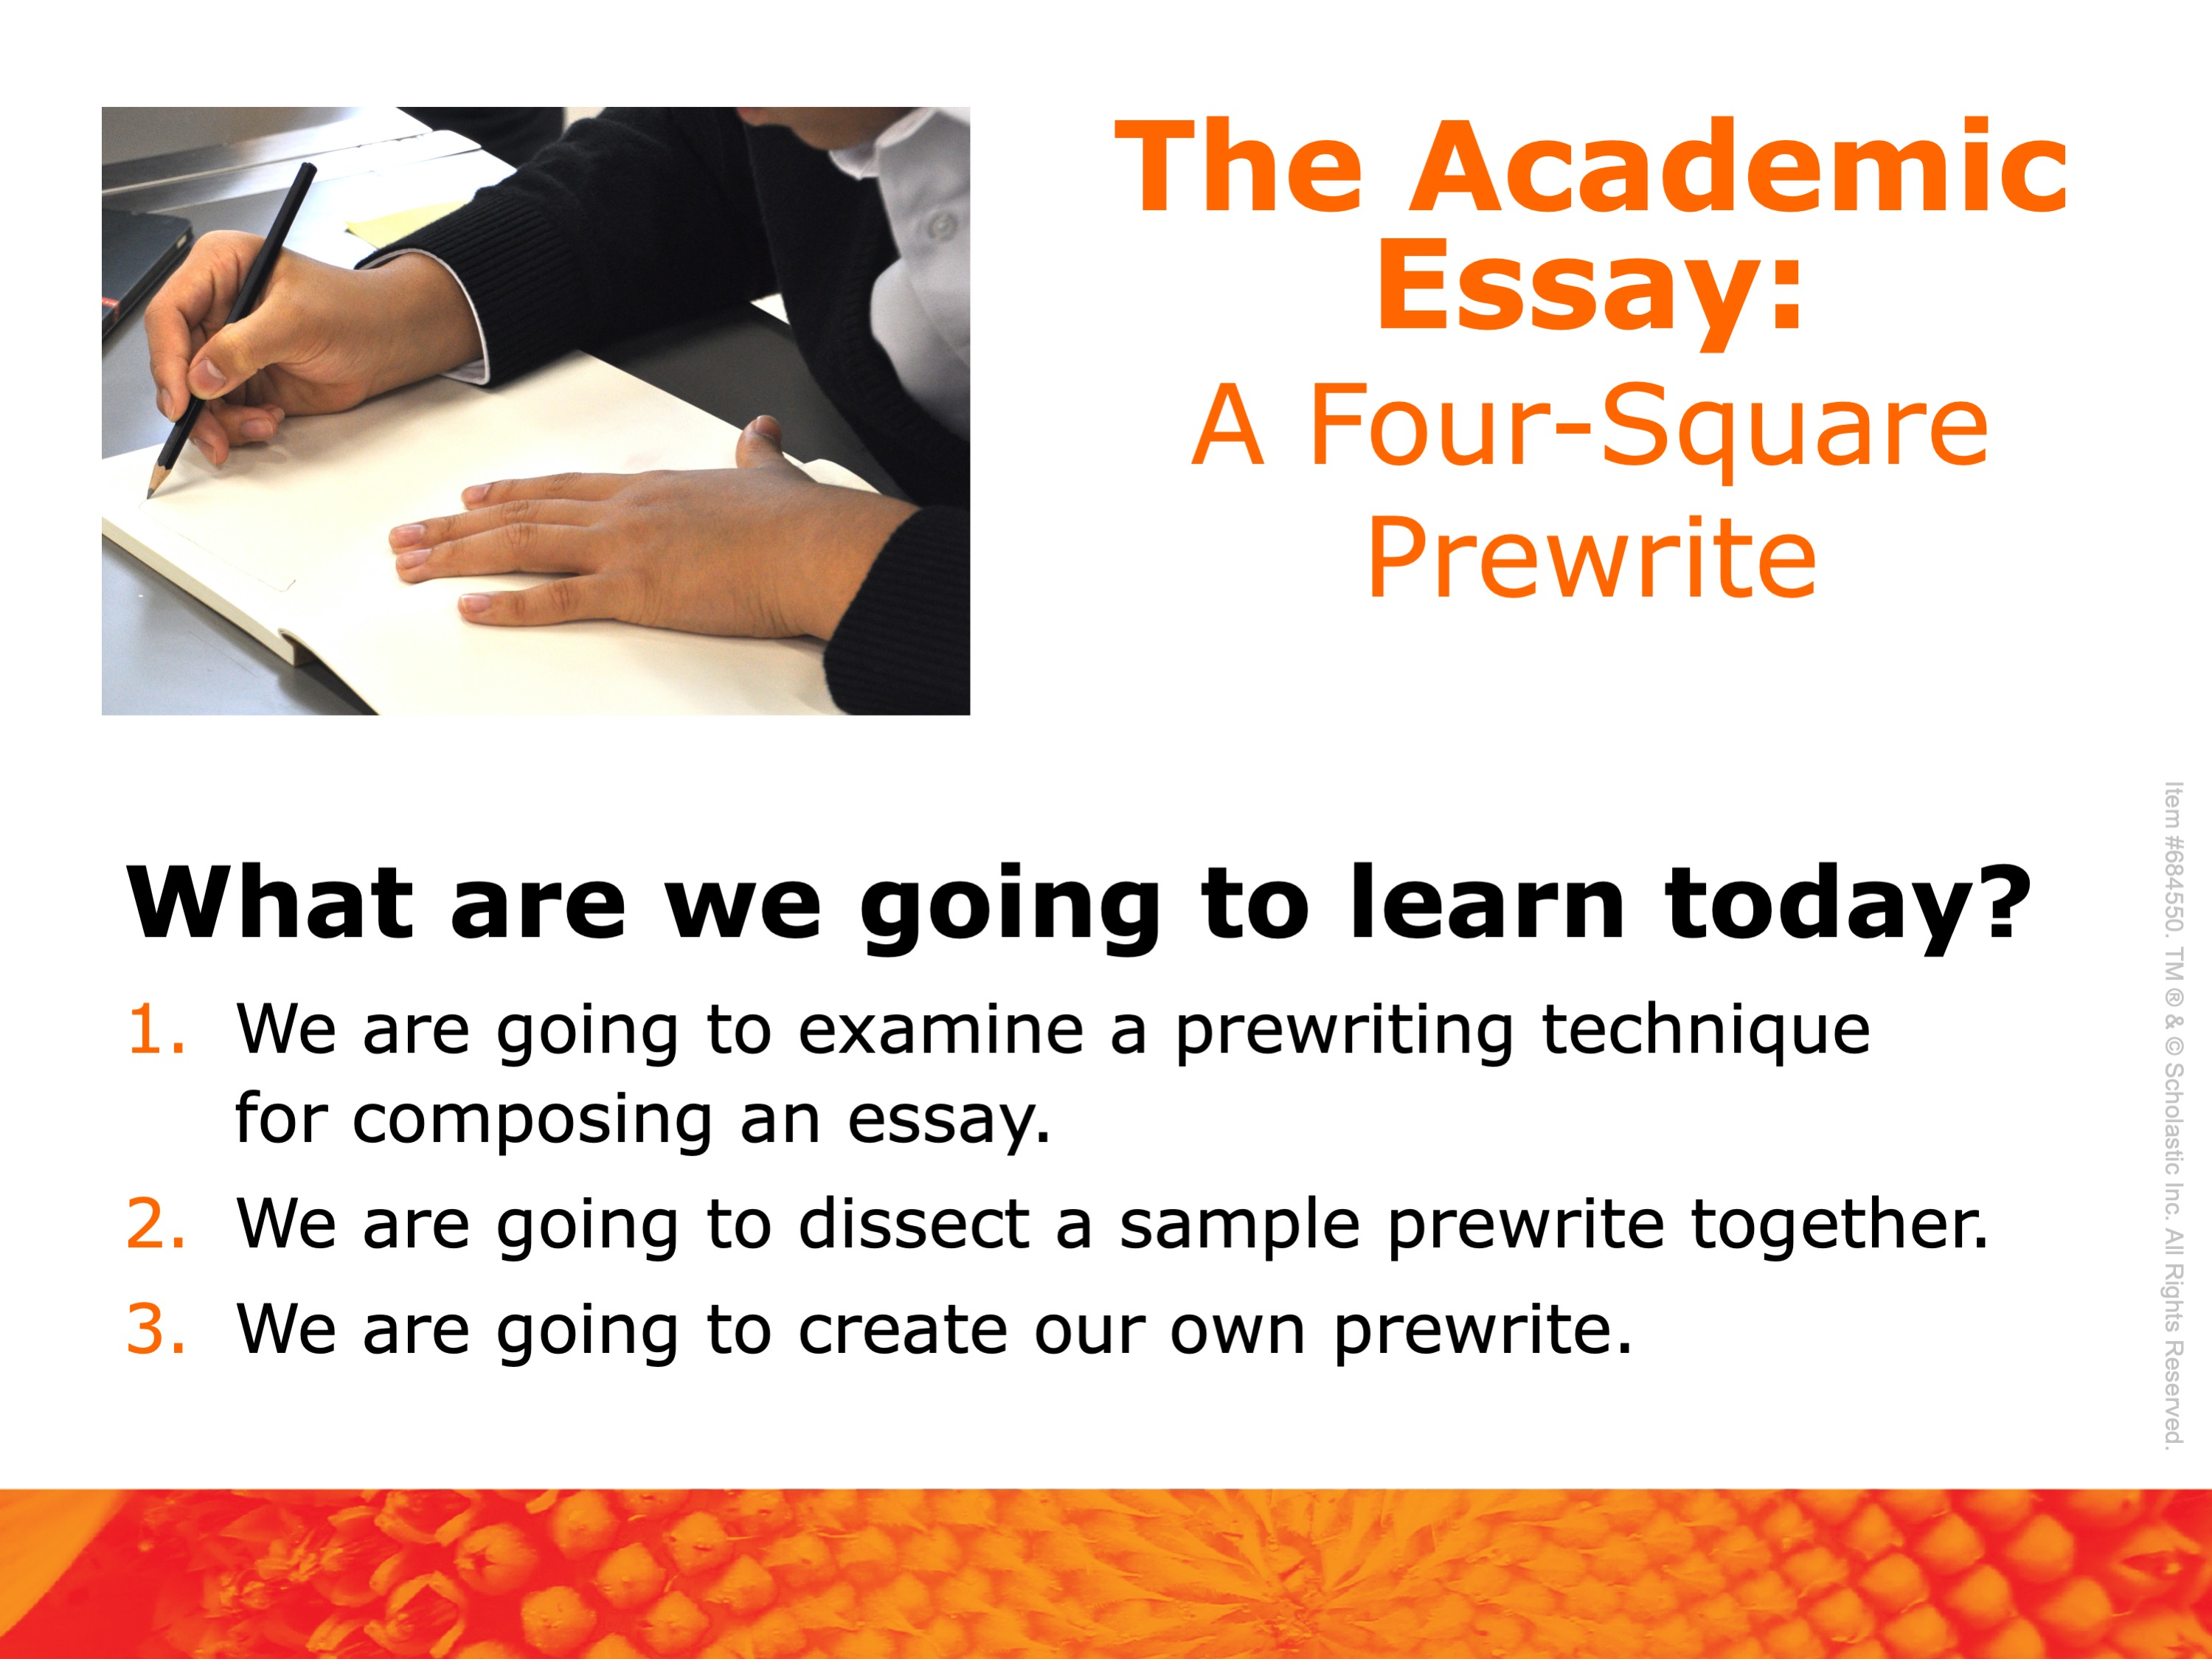 The Academic
Essay:
A Four-Square
Prewrite
What are we going to learn today?
1. We are going to examine a prewriting technique
for composing an essay.
2. We are going to dissect a sample prewrite together.
3. We are going to create our own prewrite.
Item #684550. TM ® & © Scholastic Inc. All Rights Reserved.